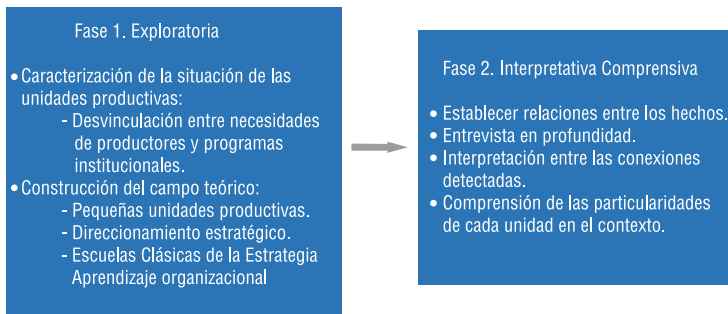 Fase 1. Exploratoria
• Caracterización de la situación de las
unidades productivas:
- Desvinculación entre necesidades
de productores y programas
institucionales.
• Construcción del campo teórico:
- Pequeñas unidades productivas.
- Direccionamiento estratégico.
- Escuelas Clásicas de la Estrategia
Aprendizaje organizacional
Fase 2. Interpretativa Comprensiva
• Establecer relaciones entre los hechos.
• Entrevista en profundidad.
• Interpretación entre las conexiones
detectadas.
• Comprensión de las particularidades
de cada unidad en el contexto.